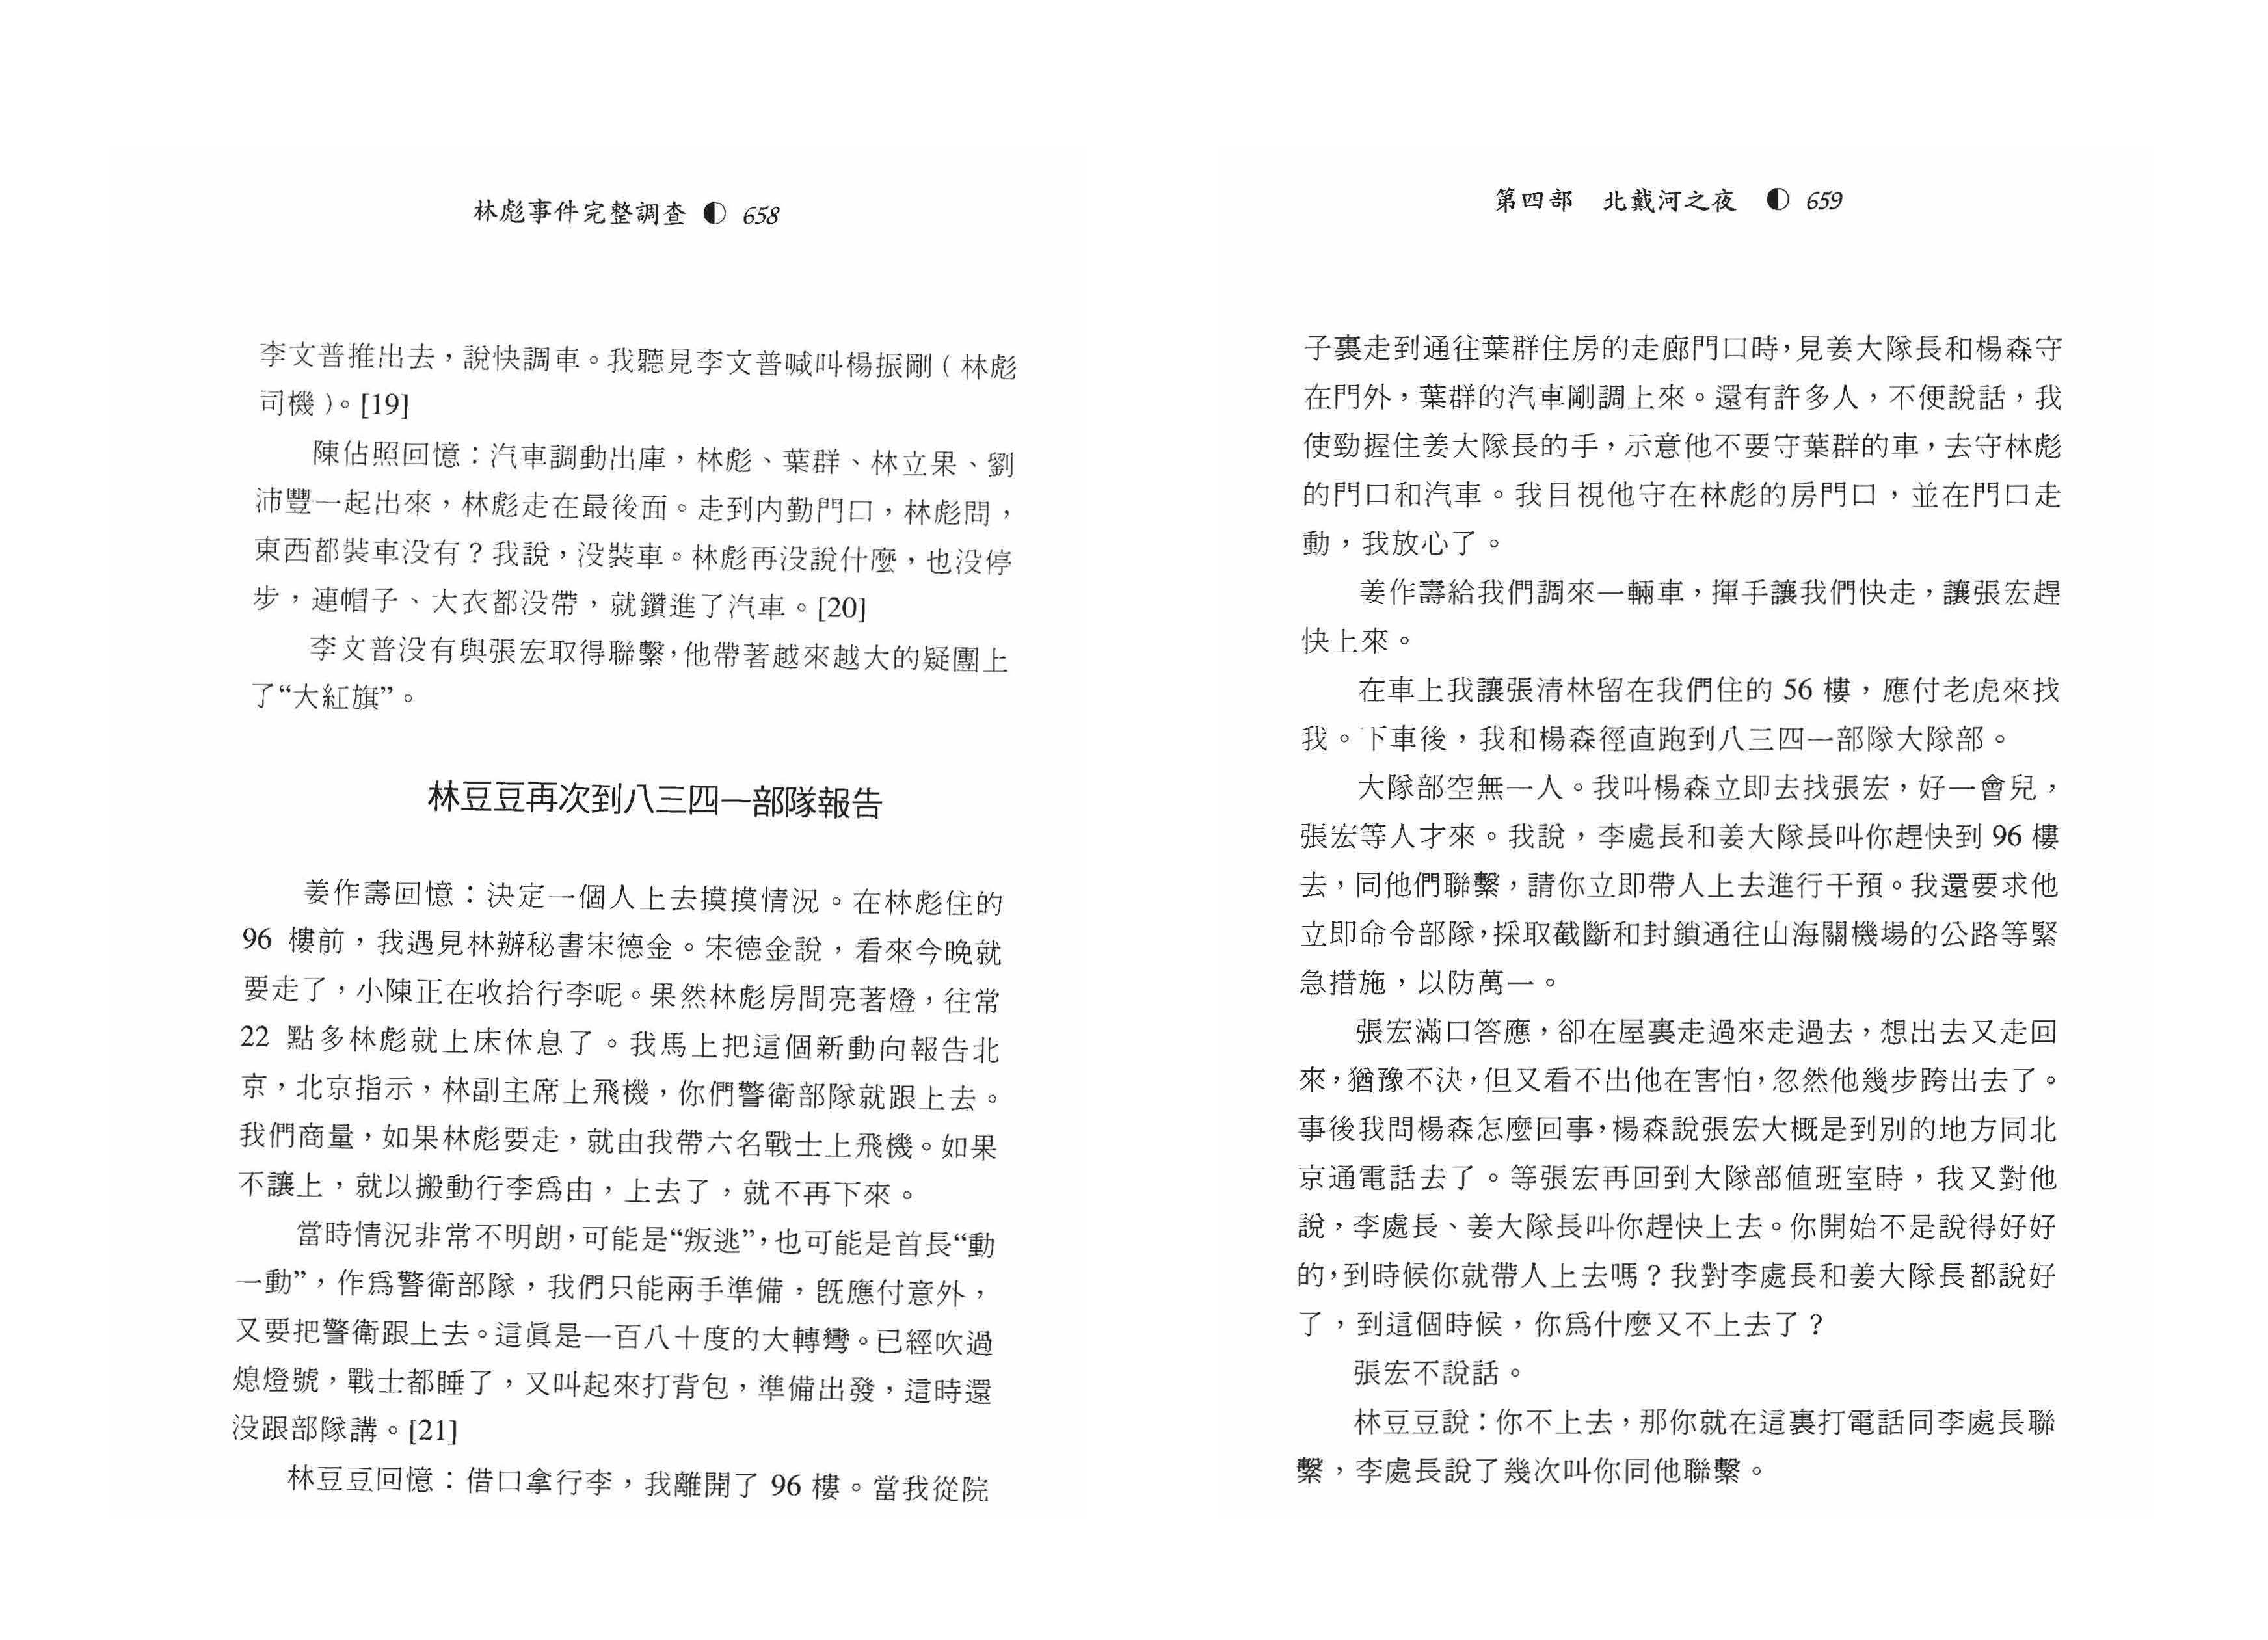 林彪事件完整調查 ◐ 658
李文普推出去，說快調車。我聽見李文普喊叫楊振剛（林彪
司機）。[19]
陳佔照回憶：汽車調動出庫，林彪、葉群、林立果、劉
沛豐一起出來，林彪走在最後面。走到内勤門口，林彪問，
東西都裝車没有？我說，没裝車。林彪再没說什麼，也没停
步，連帽子、大衣都没帶，就鑽進了汽車。[20]
李文普没有與張宏取得聯繫，他帶著越來越大的疑團上
了“大紅旗”。
林豆豆再次到八三四一部隊報告
姜作壽回憶：決定一個人上去摸摸情況。在林彪住的
96 樓前，我遇見林辦秘書宋德金。宋德金說，看來今晚就
要走了，小陳正在收拾行李呢。果然林彪房間亮著燈，往常
22 點多林彪就上床休息了。我馬上把這個新動向報告北
京，北京指示，林副主席上飛機，你們警衛部隊就跟上去。
我們商量，如果林彪要走，就由我帶六名戰士上飛機。如果
不讓上，就以搬動行李爲由，上去了，就不再下來。
當時情況非常不明朗，可能是“叛逃”，也可能是首長“動
一動”，作爲警衛部隊，我們只能兩手準備，旣應付意外，
又要把警衛跟上去。這眞是一百八十度的大轉彎。已經吹過
熄燈號，戰士都睡了，又叫起來打背包，準備出發，這時還
没跟部隊講。[21]
林豆豆回憶：借口拿行李，我離開了 96 樓。當我從院
第四部 北戴河之夜 ◐ 659
子裏走到通往葉群住房的走廊門口時，見姜大隊長和楊森守
在門外，葉群的汽車剛調上來。還有許多人，不便說話，我
使勁握住姜大隊長的手，示意他不要守葉群的車，去守林彪
的門口和汽車。我目視他守在林彪的房門口，並在門口走
動，我放心了。
姜作壽給我們調來一輛車，揮手讓我們快走，讓張宏趕
快上來。
在車上我讓張清林留在我們住的 56 樓，應付老虎來找
我。下車後，我和楊森徑直跑到八三四一部隊大隊部。
大隊部空無一人。我叫楊森立即去找張宏，好一會兒，
張宏等人才來。我說，李處長和姜大隊長叫你趕快到 96 樓
去，同他們聯繫，請你立即帶人上去進行干預。我還要求他
立即命令部隊，採取截斷和封鎖通往山海關機場的公路等緊
急措施，以防萬一。
張宏滿口答應，卻在屋裏走過來走過去，想出去又走回
來，猶豫不決，但又看不出他在害怕，忽然他幾步跨出去了。
事後我問楊森怎麼回事，楊森說張宏大概是到別的地方同北
京通電話去了。等張宏再回到大隊部値班室時，我又對他
說，李處長、姜大隊長叫你趕快上去。你開始不是說得好好
的，到時候你就帶人上去嗎？我對李處長和姜大隊長都說好
了，到這個時候，你爲什麼又不上去了？
張宏不說話。
林豆豆說：你不上去，那你就在這裏打電話同李處長聯
繫，李處長說了幾次叫你同他聯繫。